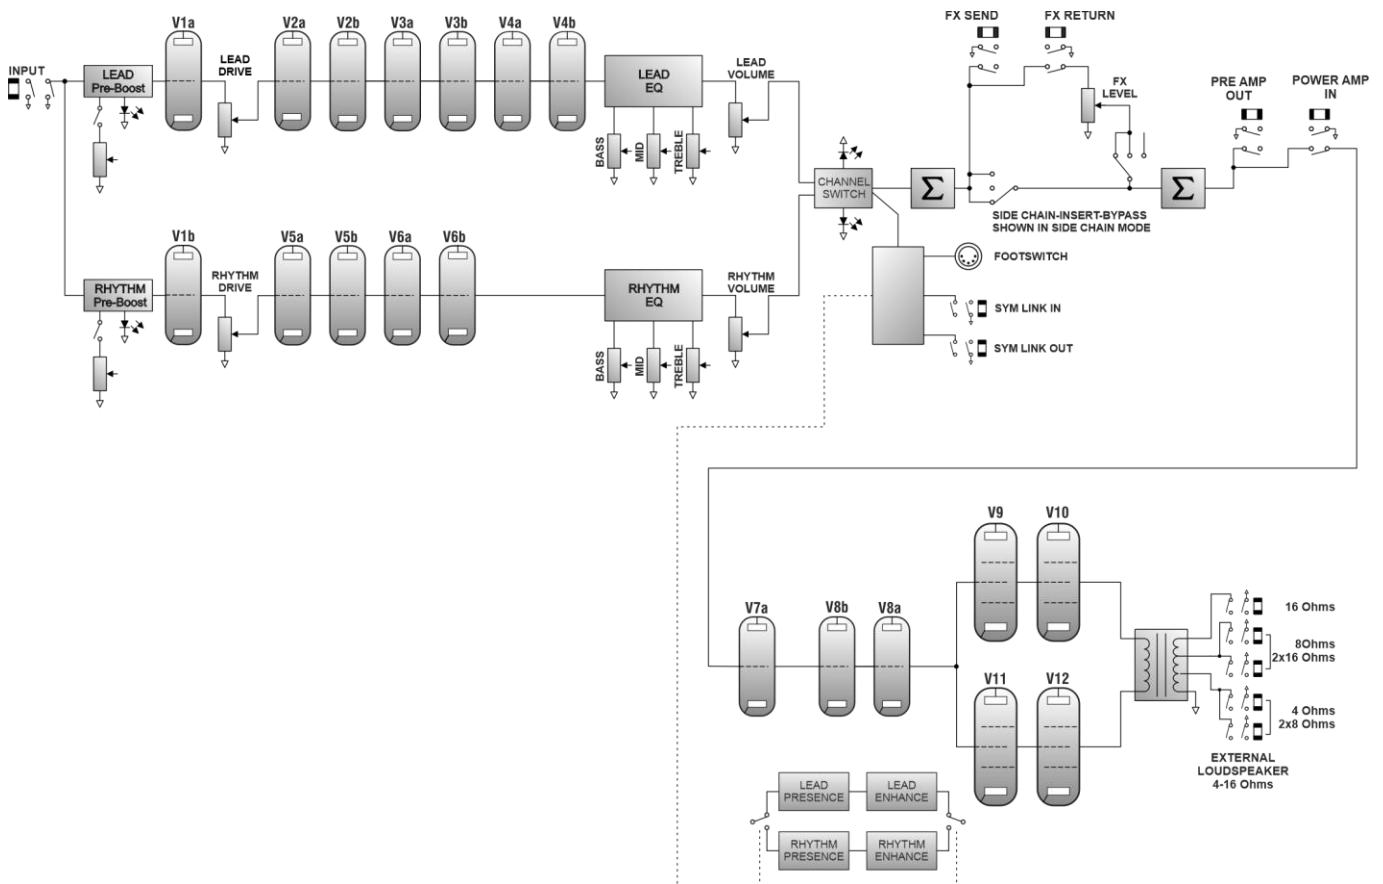 INPUT
LEAD
Pre-Boost
V1a
LEAD
DRIVE
V2a
V2b
V3a
V3b
V4a
V4b
LEAD
EQ
BASS
MID
TREBLE
LEAD
VOLUME
RHYTHM
Pre-Boost
V1b
RHYTHM
DRIVE
V5a
V5b
V6a
V6b
RHYTHM
EQ
BASS
MID
TREBLE
RHYTHM
VOLUME
CHANNEL
SWITCH
Σ
FX SEND
FX RETURN
FX
LEVEL
SIDE CHAIN-INSERT-BYPASS
SHOWN IN SIDE CHAIN MODE
Σ
PRE AMP
OUT
POWER AMP
IN
FOOTSWITCH
SYM LINK IN
SYM LINK OUT
V7a
V8b
V8a
V9
V10
V11
V12
16 Ohms
8Ohms
2x16 Ohms
4 Ohms
2x8 Ohms
EXTERNAL
LOUDSPEAKER
4-16 Ohms
LEAD
PRESENCE
LEAD
ENHANCE
RHYTHM
PRESENCE
RHYTHM
ENHANCE